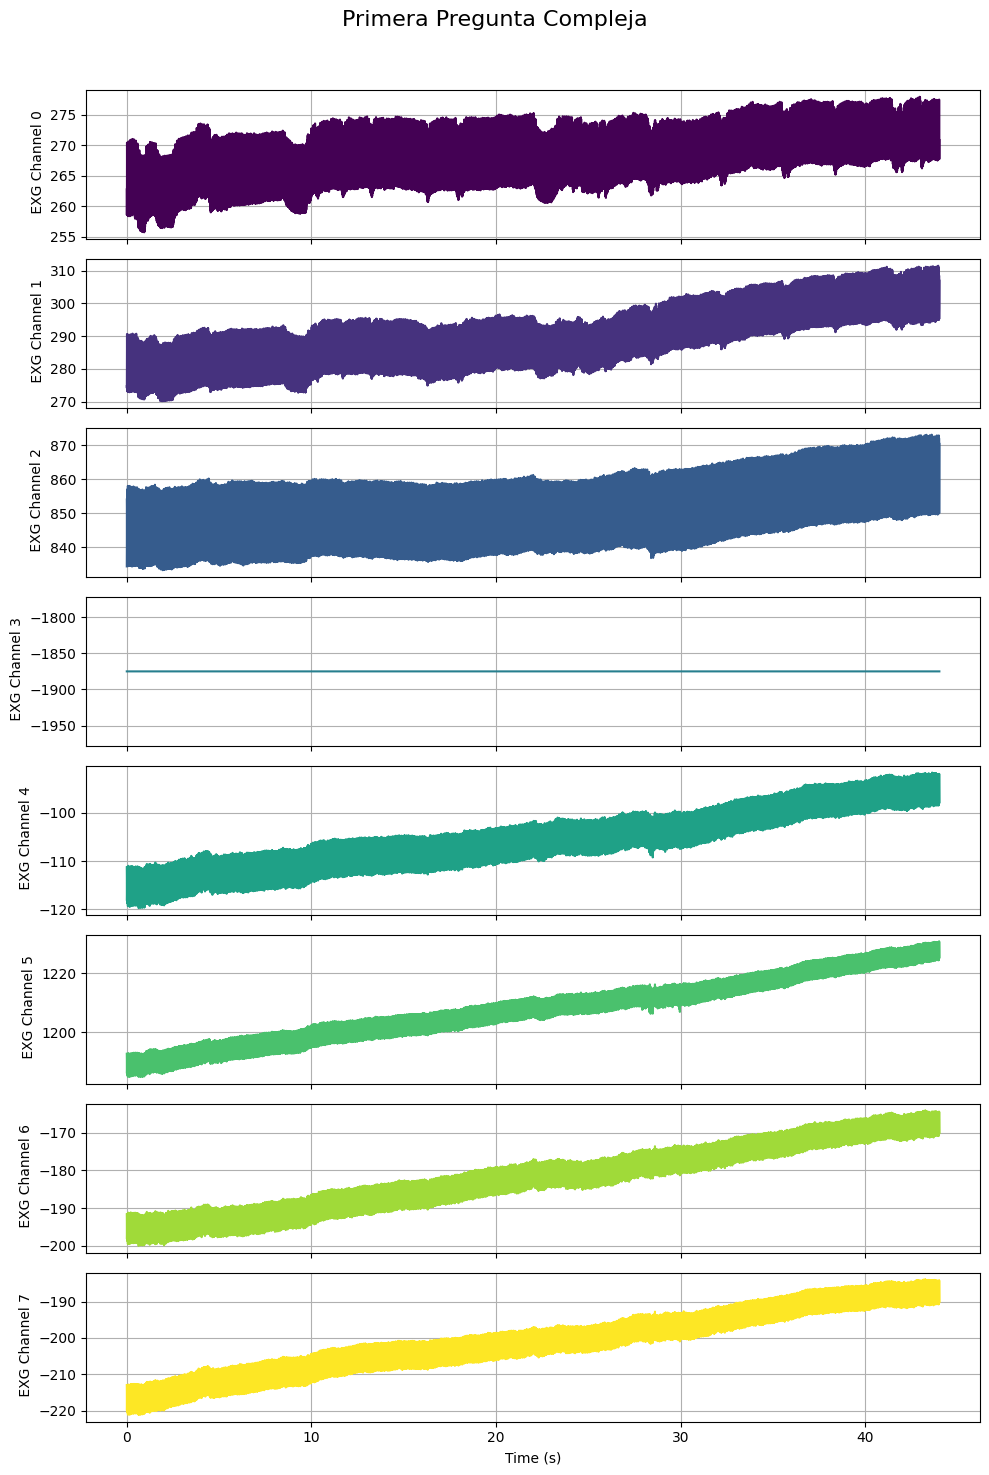 Primera Pregunta Compleja
EXG Channel 0
275
270
265
260
255
EXG Channel 1
310
300
290
280
270
EXG Channel 2
870
860
850
840
EXG Channel 3
−1800
−1850
−1900
−1950
EXG Channel 4
−100
−110
−120
EXG Channel 5
1220
1200
EXG Channel 6
−170
−180
−190
−200
EXG Channel 7
−190
−200
−210
−220
0 10 20 30 40
Time (s)